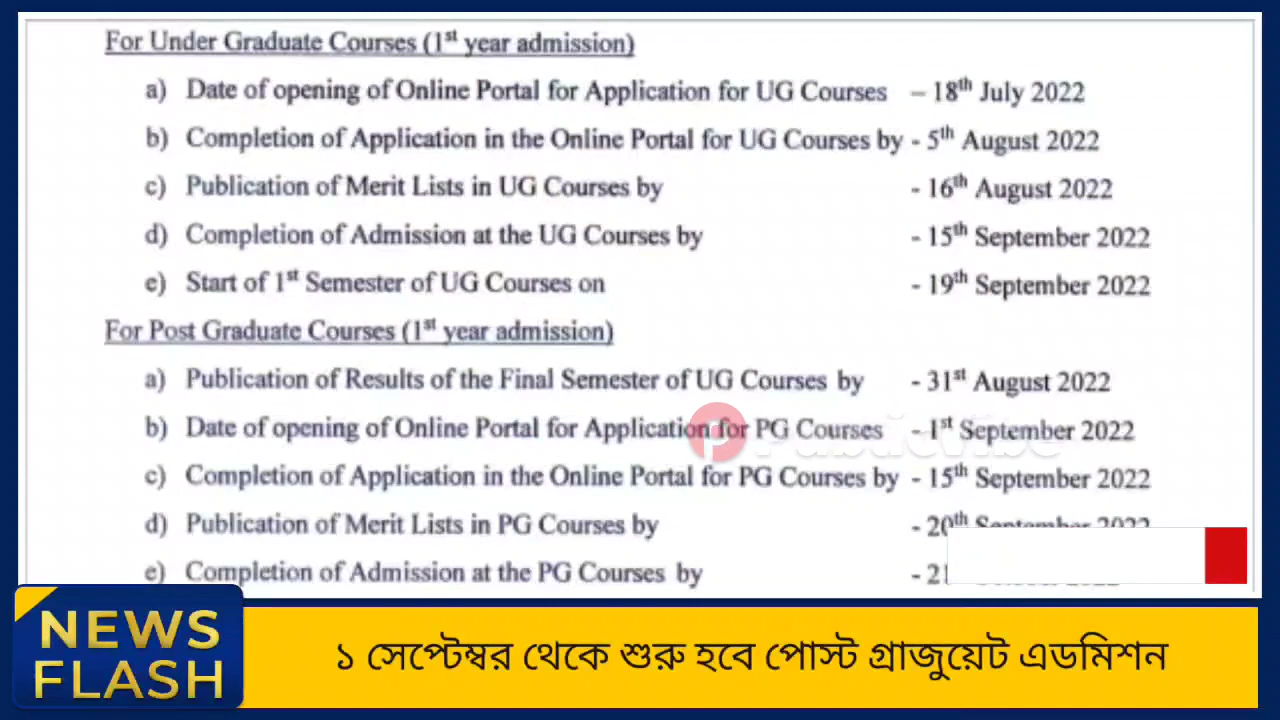 For Under Graduate Courses (1st year admission)
a) Date of opening of Online Portal for Application for UG Courses – 18th July 2022
b) Completion of Application in the Online Portal for UG Courses by - 5th August 2022
c) Publication of Merit Lists in UG Courses by - 16th August 2022
d) Completion of Admission at the UG Courses by - 15th September 2022
e) Start of 1st Semester of UG Courses on - 19th September 2022
For Post Graduate Courses (1st year admission)
a) Publication of Results of the Final Semester of UG Courses by - 31st August 2022
b) Date of opening of Online Portal for Application for PG Courses - 1st September 2022
c) Completion of Application in the Online Portal for PG Courses by - 15th September 2022
d) Publication of Merit Lists in PG Courses by - 20th September 2022
e) Completion of Admission at the PG Courses by
PublicVibe
NEWS
FLASH
১ সেপ্টেম্বর থেকে শুরু হবে পোস্ট গ্রাজুয়েট এডমিশন